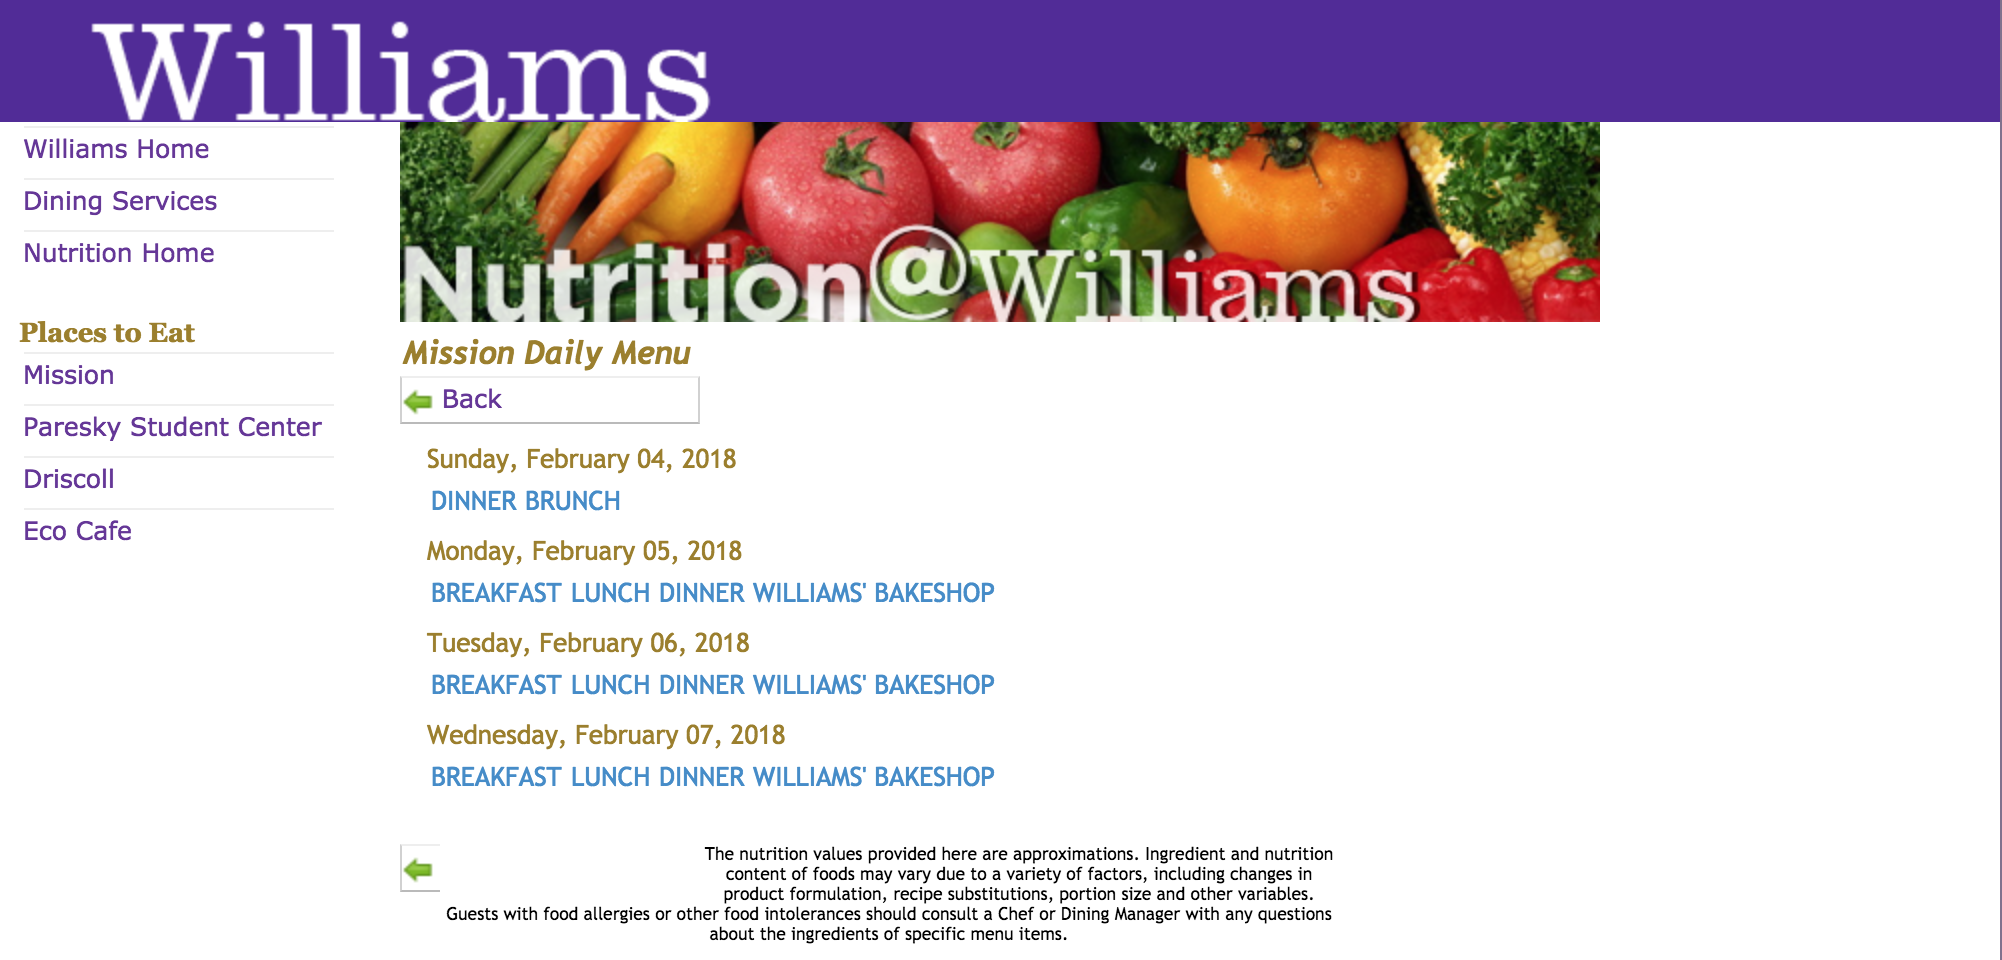 Williams
Williams Home
Dining Services
Nutrition Home
Places to Eat
Mission
Paresky Student Center
Driscoll
Eco Cafe
Nutrition@Williams
Mission Daily Menu
Back
Sunday, February 04, 2018
DINNER BRUNCH
Monday, February 05, 2018
BREAKFAST LUNCH DINNER WILLIAMS' BAKESHOP
Tuesday, February 06, 2018
BREAKFAST LUNCH DINNER WILLIAMS' BAKESHOP
Wednesday, February 07, 2018
BREAKFAST LUNCH DINNER WILLIAMS' BAKESHOP
The nutrition values provided here are approximations. Ingredient and nutrition
content of foods may vary due to a variety of factors, including changes in
product formulation, recipe substitutions, portion size and other variables.
Guests with food allergies or other food intolerances should consult a Chef or Dining Manager with any questions
about the ingredients of specific menu items.